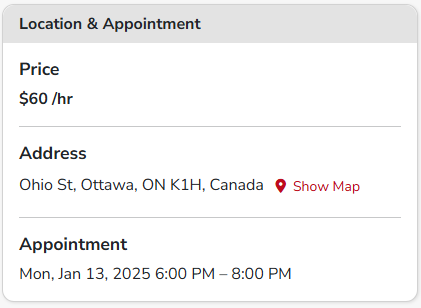 Location & Appointment
Price
$60 /hr
Address
Ohio St, Ottawa, ON K1H, Canada Show Map
Appointment
Mon, Jan 13, 2025 6:00 PM – 8:00 PM